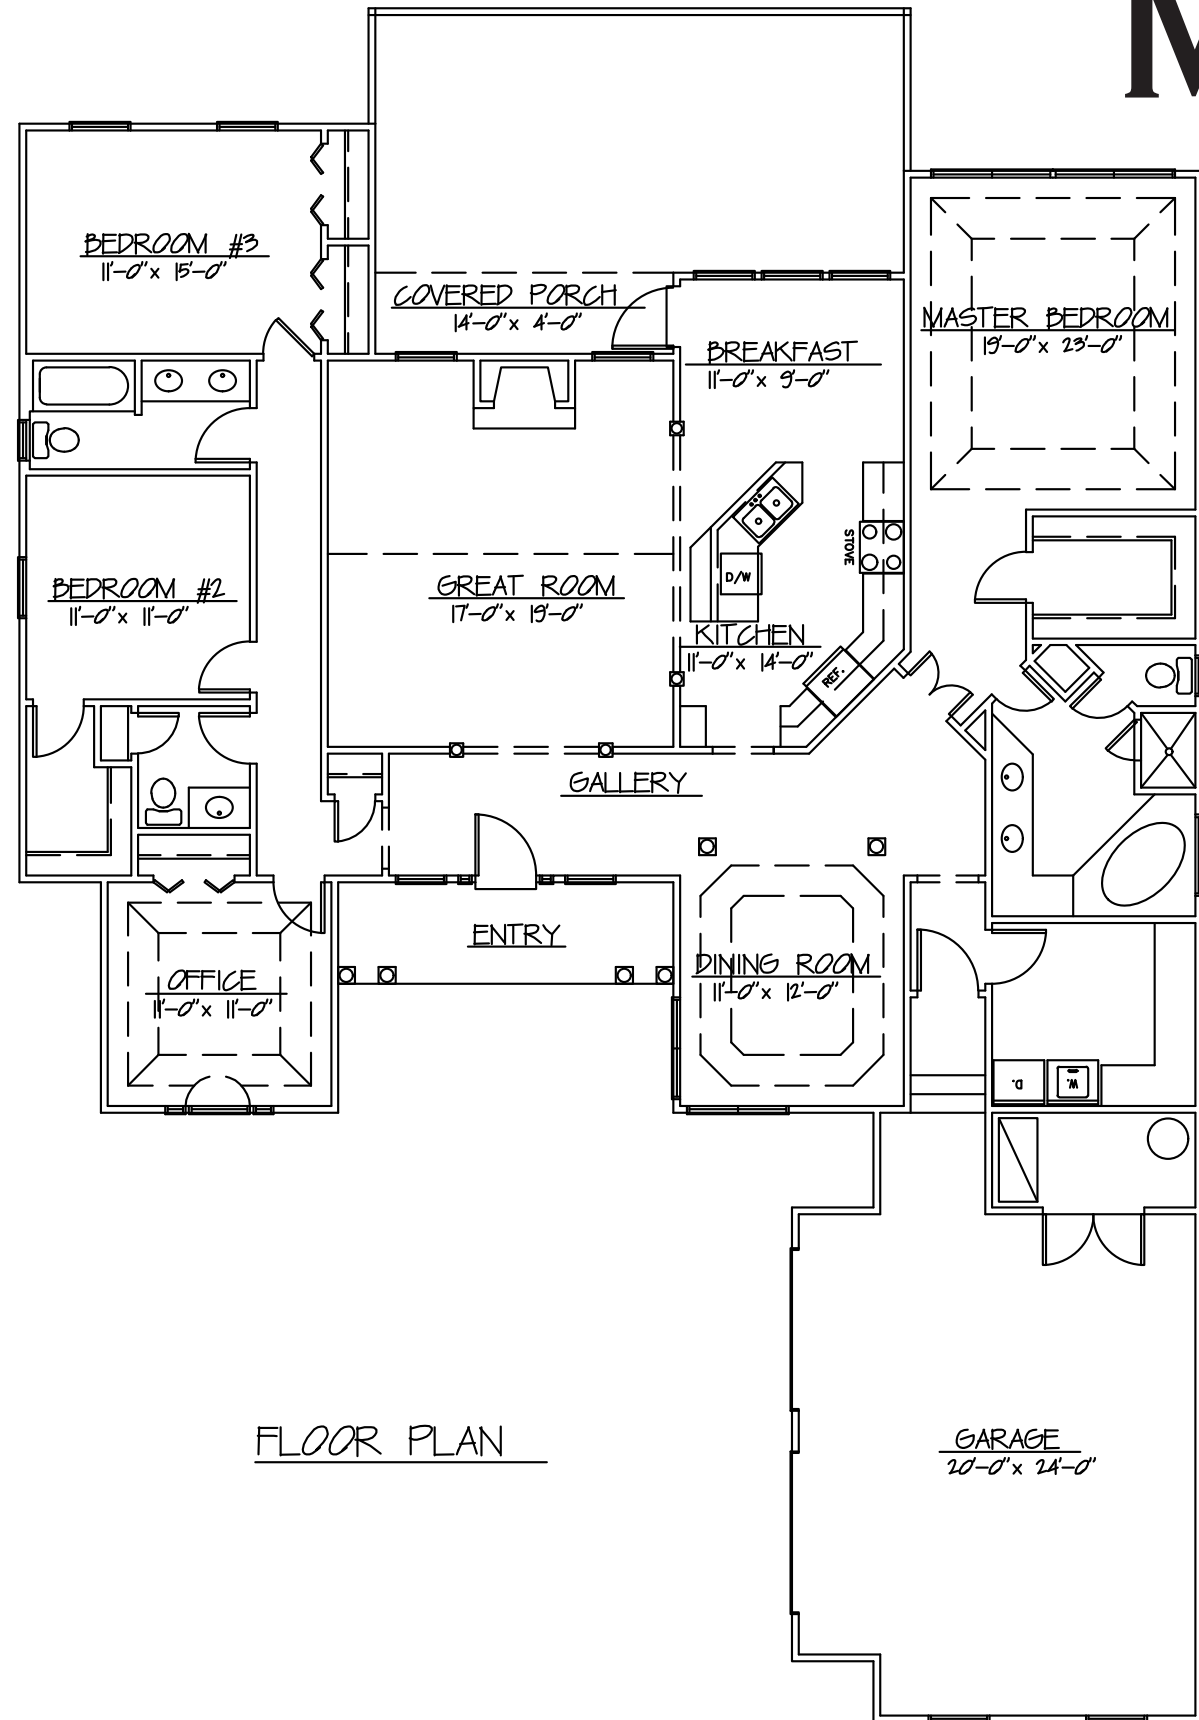 M
BEDROOM #3
11'-0" x 15'-0"
COVERED PORCH
14'-0" x 4'-0"
MASTER BEDROOM
19'-0" x 23'-0"
BREAKFAST
11'-0" x 9'-0"
STOVE
D/W
BEDROOM #2
11'-0" x 11'-0"
GREAT ROOM
17'-0" x 19'-0"
KITCHEN
11'-0" x 14'-0"
REF.
GALLERY
ENTRY
DINING ROOM
11'-0" x 12'-0"
OFFICE
11'-0" x 11'-0"
D.
W.
FLOOR PLAN
GARAGE
20'-0" x 24'-0"